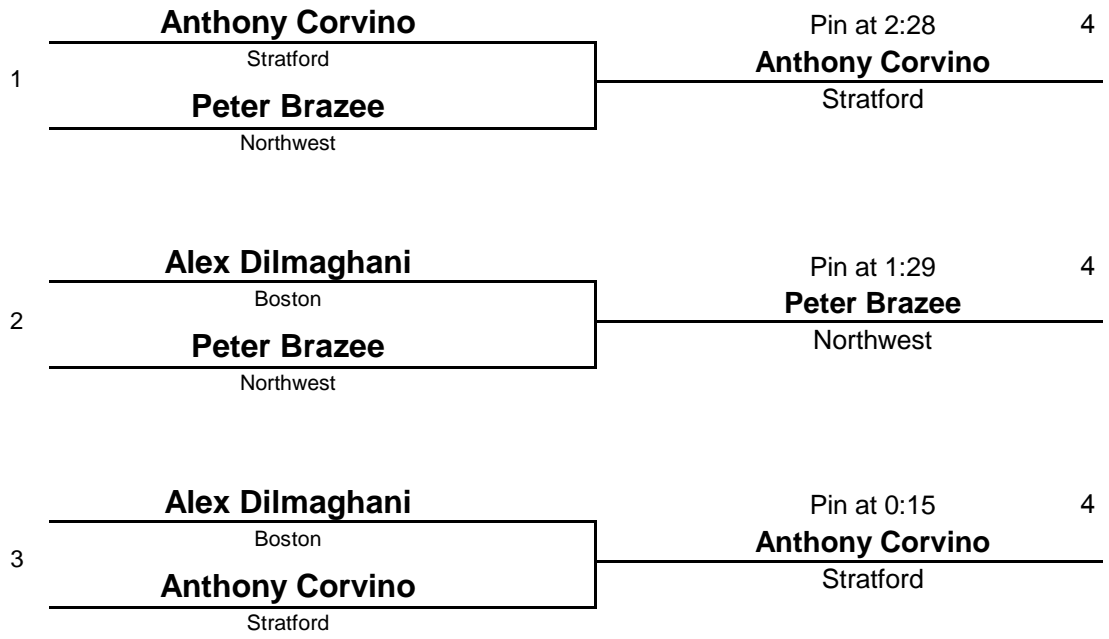 Anthony Corvino
Stratford
1
Peter Brazee
Northwest
Pin at 2:28 4
Anthony Corvino
Stratford
Alex Dilmaghani
Boston
2
Peter Brazee
Northwest
Pin at 1:29 4
Peter Brazee
Northwest
Alex Dilmaghani
Boston
3
Anthony Corvino
Stratford
Pin at 0:15 4
Anthony Corvino
Stratford